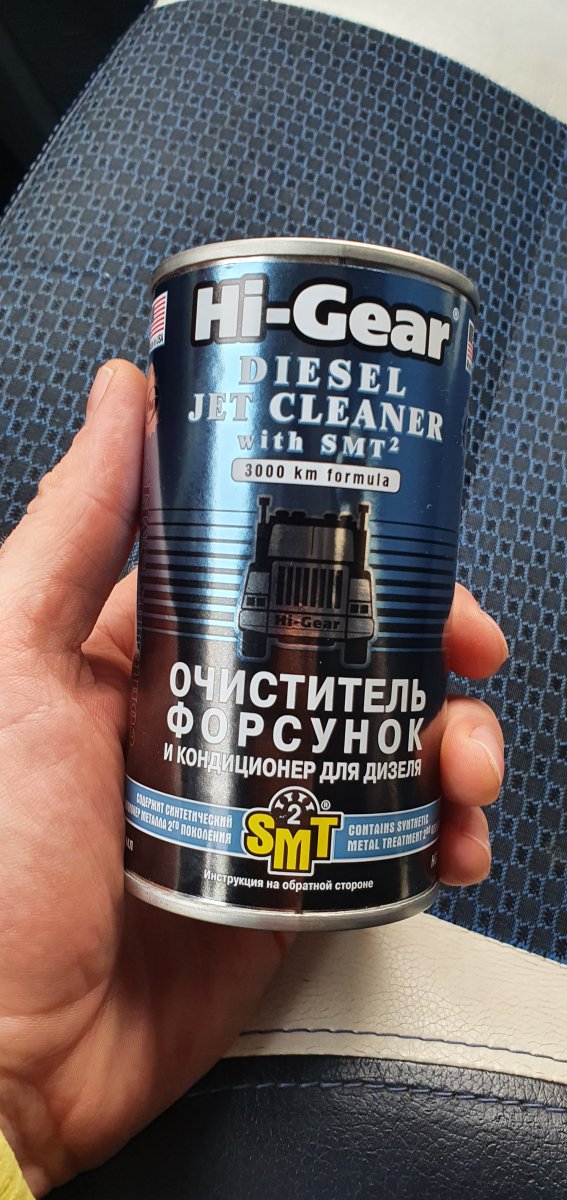 Hi-Gear®
DIESEL
JET CLEANER
with SMT²
3000 km formula
Hi-Gear
ОЧИСТИТЕЛЬ
ФОРСУНОК
И КОНДИЦИОНЕР ДЛЯ ДИЗЕЛЯ
СОДЕРЖИТ СИНТЕТИЧЕСКИЙ
МЕТАЛЛА 2ГО ПОКОЛЕНИЯ
2
SMT®
CONTAINS SYNTHETIC
METAL TREATMENT 2ND
Инструкция на обратной стороне